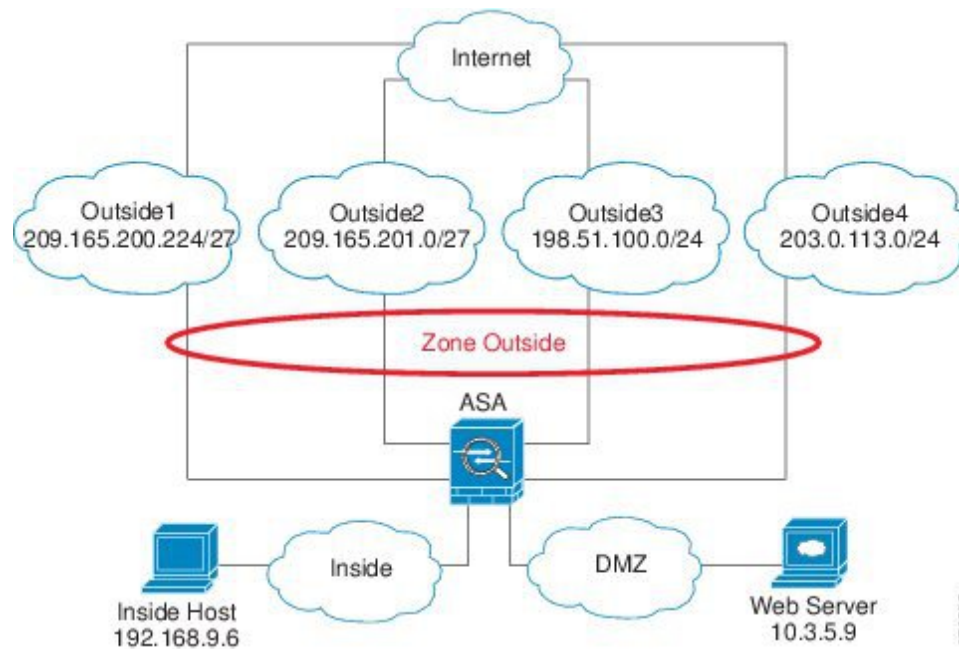 Internet
Outside1
209.165.200.224/27
Outside2
209.165.201.0/27
Outside3
198.51.100.0/24
Outside4
203.0.113.0/24
Zone Outside
ASA
Inside
DMZ
Inside Host
192.168.9.6
Web Server
10.3.5.9